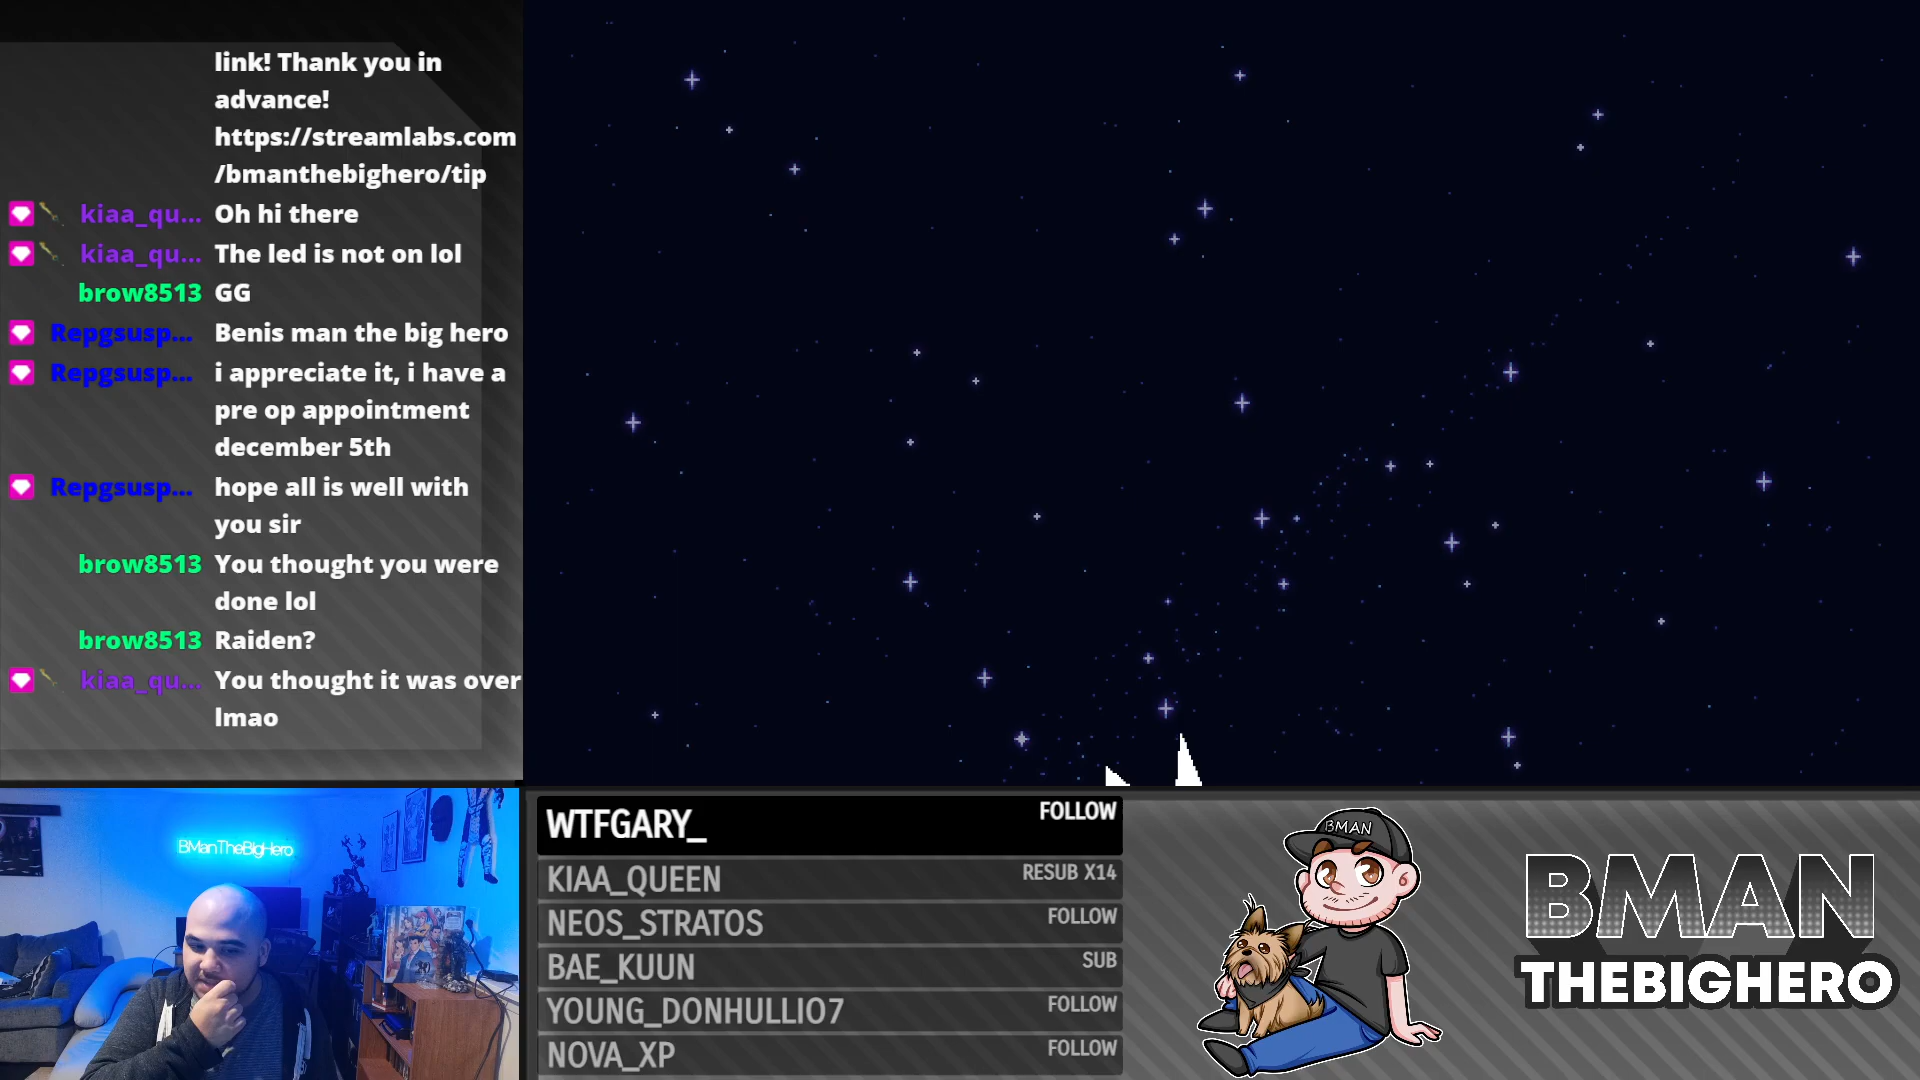 link! Thank you in
advance!
https://streamlabs.com
/bmanthebighero/tip
kiaa_qu... Oh hi there
kiaa_qu... The led is not on lol
brow8513 GG
Repgsusp... Benis man the big hero
Repgsusp... i appreciate it, i have a
pre op appointment
december 5th
Repgsusp... hope all is well with
you sir
brow8513 You thought you were
done lol
brow8513 Raiden?
kiaa_qu... You thought it was over
lmao
BManTheBigHero
WTFGARY_ FOLLOW
KIAA_QUEEN RESUB X14
NEOS_STRATOS FOLLOW
BAE_KUUN SUB
YOUNG_DONHULLIO7 FOLLOW
NOVA_XP FOLLOW
BMAN
BMAN
THEBIGHERO